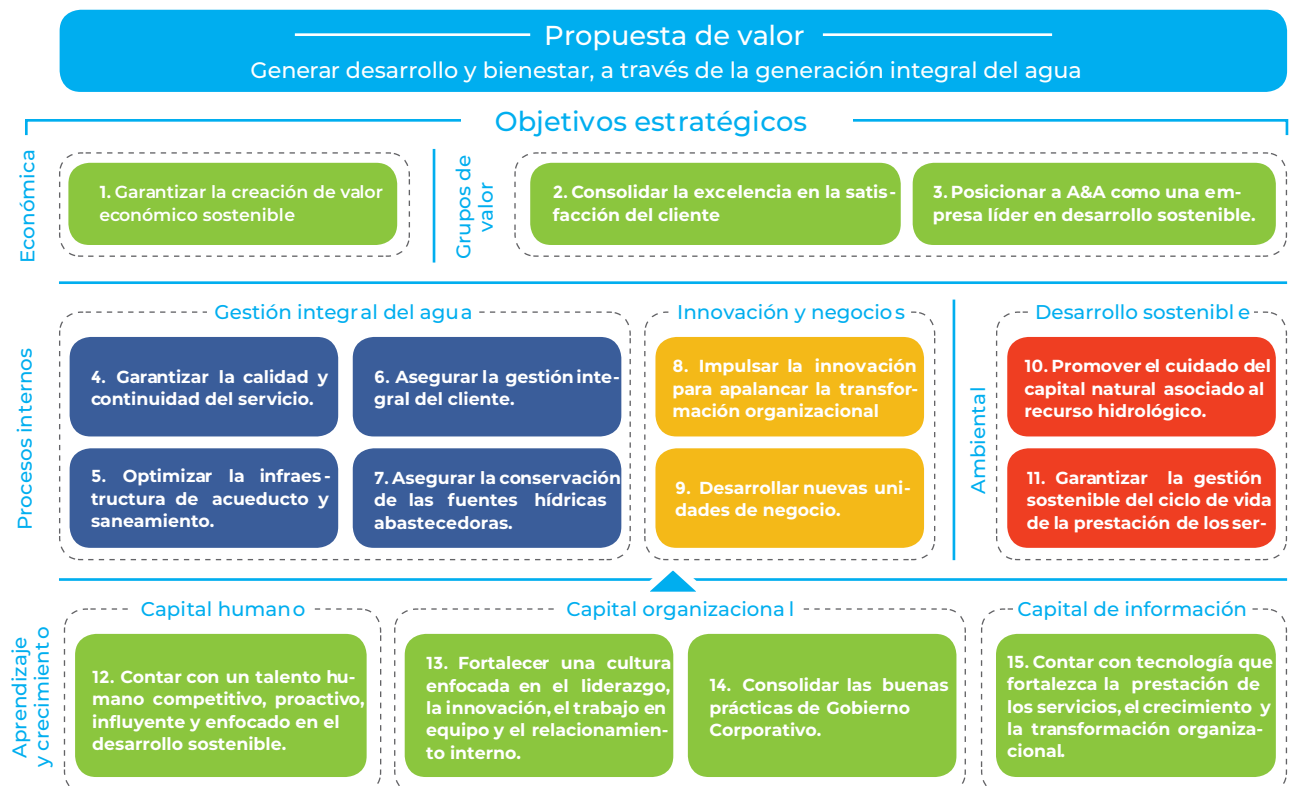 Propuesta de valor
Generar desarrollo y bienestar, a través de la generación integral del agua
Objetivos estratégicos
Económica
1. Garantizar la creación de valor
económico sostenible
Grupos de
valor
2. Consolidar la excelencia en la satis-
facción del cliente
3. Posicionar a A&A como una em-
presa líder en desarrollo sostenible.
Procesos internos
Gestión integral del agua
4. Garantizar la calidad y
continuidad del servicio.
6. Asegurar la gestión inte-
gral del cliente.
5. Optimizar la infraes-
tructura de acueducto y
saneamiento.
7. Asegurar la conservación
de las fuentes hídricas
abastecedoras.
Innovación y negocios
8. Impulsar la innovación
para apalancar la transfor-
mación organizacional
9. Desarrollar nuevas uni-
dades de negocio.
Ambiental
Desarrollo sostenible
10. Promover el cuidado del
capital natural asociado al
recurso hidrológico.
11. Garantizar la gestión
sostenible del ciclo de vida
de la prestación de los ser-
Aprendizaje
y crecimiento
Capital humano
12. Contar con un talento hu-
mano competitivo, proactivo,
influyente y enfocado en el
desarrollo sostenible.
Capital organizacional
13. Fortalecer una cultura
enfocada en el liderazgo,
la innovación, el trabajo en
equipo y el relacionamien-
to interno.
14. Consolidar las buenas
prácticas de Gobierno
Corporativo.
Capital de información
15. Contar con tecnología que
fortalezca la prestación de
los servicios, el crecimiento y
la transformación organiza-
cional.